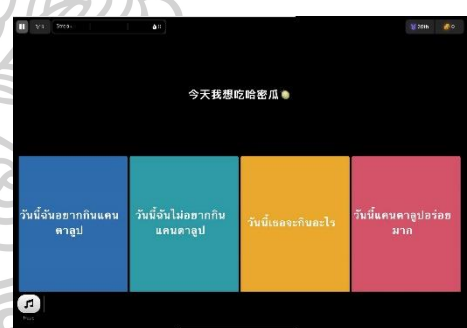 今天我想吃哈密瓜🍈
วันนี้ฉันอยากกินแคน
ตาลูป
วันนี้ฉันไม่อยากกิน
แคนตาลูป
วันนี้เธอจะกินอะไร
วันนี้แคนตาลูปอร่อย
มาก